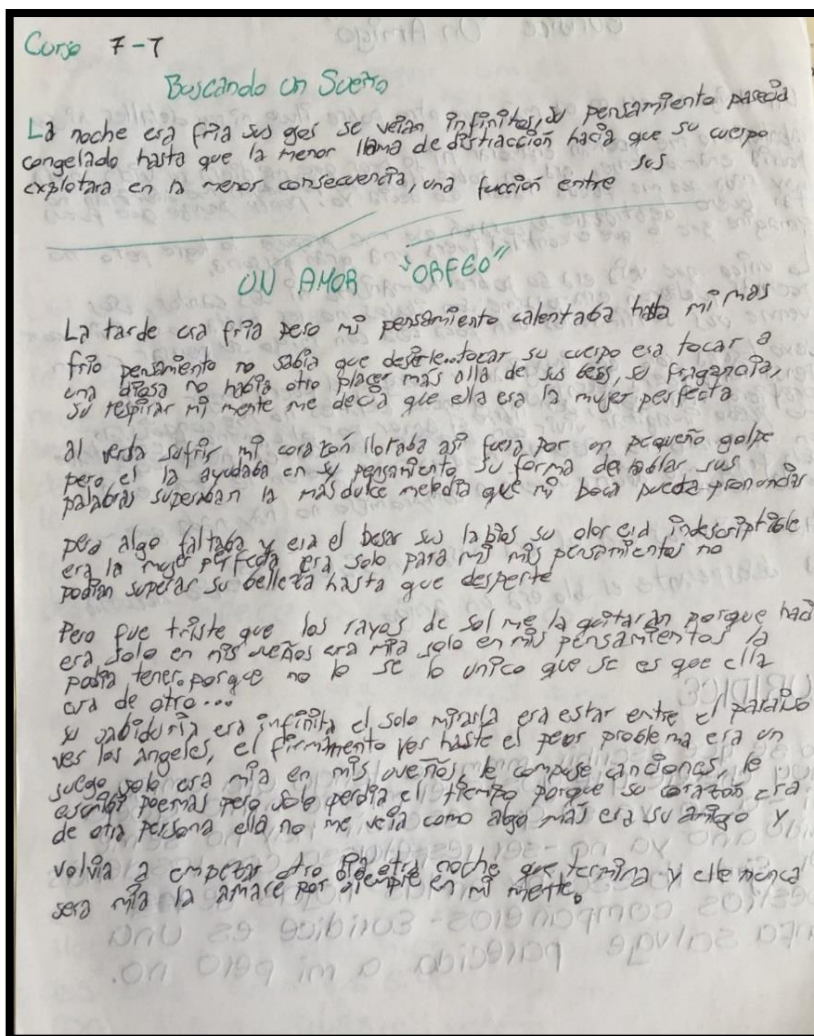 Curso 7-7
Buscando un Sueño
La noche era fria sus ojos se veian infinitos, su pensamiento parecia
congelado hasta que la menor llama de distracción hacia que su cuerpo
explotara en la menor consecuencia, una fucción entre sus
UN AMOR "ORFEO"
La tarde era fria pero mi pensamiento calentaba hasta mi mas
frio pensamiento no sabia que decirle tocar su cuerpo era tocar a
una diosa no habia otro placer más alla de sus besos, su fragancia,
su respirar mi mente me decia que ella era la mujer perfecta
al verla sufrir mi corazón lloraba asi fuera por un pequeño golpe
pero el la ayudaba en su pensamiento su forma de hablar sus
palabras superaban la más dulce melodia que mi boca pueda pronunciar
pero algo faltaba y era el besar sus labios su olor era indescriptible
era la mujer perfecta era solo para mi mis pensamientos no
podian superar su belleza hasta que desperte
Pero fue triste que los rayos de sol me la quitaran porque
era solo en mis sueños era mia solo en mis pensamientos la
podia tener. porque no lo se lo unico que se es que ella
era de otro...
su sabiduria era infinita el solo mirarla era estar entre el paraiso
ver los angeles, el firmamento ver haste el peor problema era un
juego solo era mia en mis sueños, le compuse canciones, le
escribi poemas pero solo perdia el tiempo porque su corazón era
de otra persona ella no me veia como algo más era su amigo y
volvia a empezar otro dia otra noche que termina y elle nunca
sera mia la amare por siempre en mi mente.